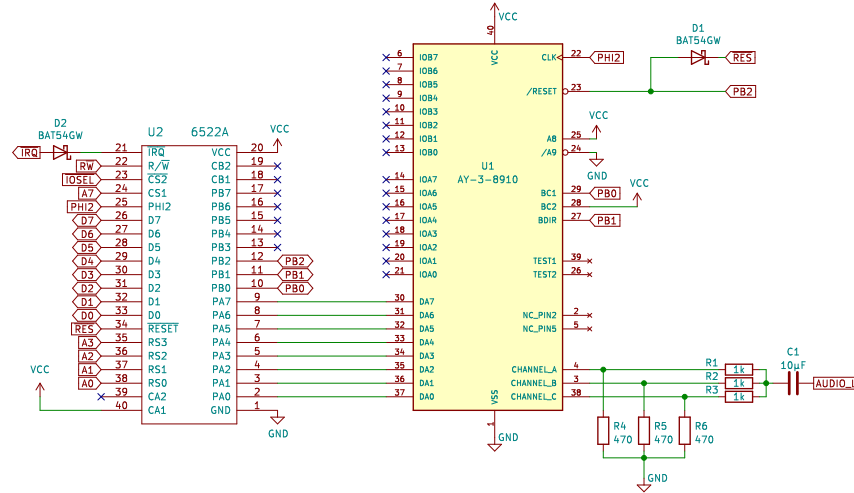 VCC
40
VCC
D1
BAT54GW
RES
6 IOB7
7 IOB6
8 IOB5
9 IOB4
10 IOB3
11 IOB2
12 IOB1
13 IOB0
CLK 22 PHI2
/RESET 23 PB2
VCC
A8 25
/A9 24
GND
U1
AY-3-8910
14 IOA7
15 IOA6
16 IOA5
17 IOA4
18 IOA3
19 IOA2
20 IOA1
21 IOA0
BC1 29 PB0
VCC
BC2 28
BDIR 27 PB1
TEST1 39
TEST2 26
NC_PIN2 2
NC_PIN5 5
30 DA7
31 DA6
32 DA5
33 DA4
34 DA3
35 DA2
36 DA1
37 DA0
CHANNEL_A 4
CHANNEL_B 3
CHANNEL_C 38
VSS
1
GND
D2
BAT54GW
IRQ
U2 6522A
VCC
21 IRQ VCC 20
RW 22 R/W CB2 19
IOSEL 23 CS2 CB1 18
A7 24 CS1 PB7 17
PHI2 25 PHI2 PB6 16
D7 26 D7 PB5 15
D6 27 D6 PB4 14
D5 28 D5 PB3 13
D4 29 D4 PB2 12 PB2
D3 30 D3 PB1 11 PB1
D2 31 D2 PB0 10 PB0
D1 32 D1 PA7 9
D0 33 D0 PA6 8
RES 34 RESET PA5 7
A3 35 RS3 PA4 6
A2 36 RS2 PA3 5
A1 37 RS1 PA2 4
A0 38 RS0 PA1 3
39 CA2 PA0 2
40 CA1 GND 1
VCC
GND
R1 1k
R2 1k
R3 1k
C1
10µF
AUDIO_L
R4
470
R5
470
R6
470
GND